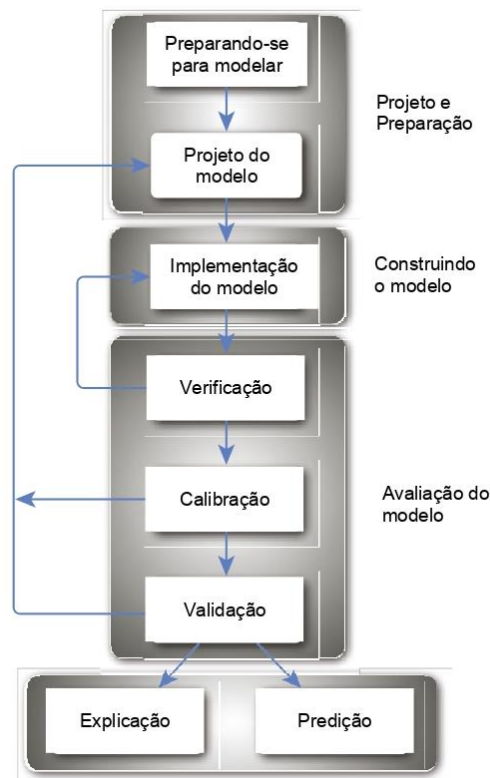 Preparando-se
para modelar
Projeto e
Preparação
Projeto do
modelo
Implementação
do modelo
Construindo
o modelo
Verificação
Calibração
Avaliação do
modelo
Validação
Explicação
Predição